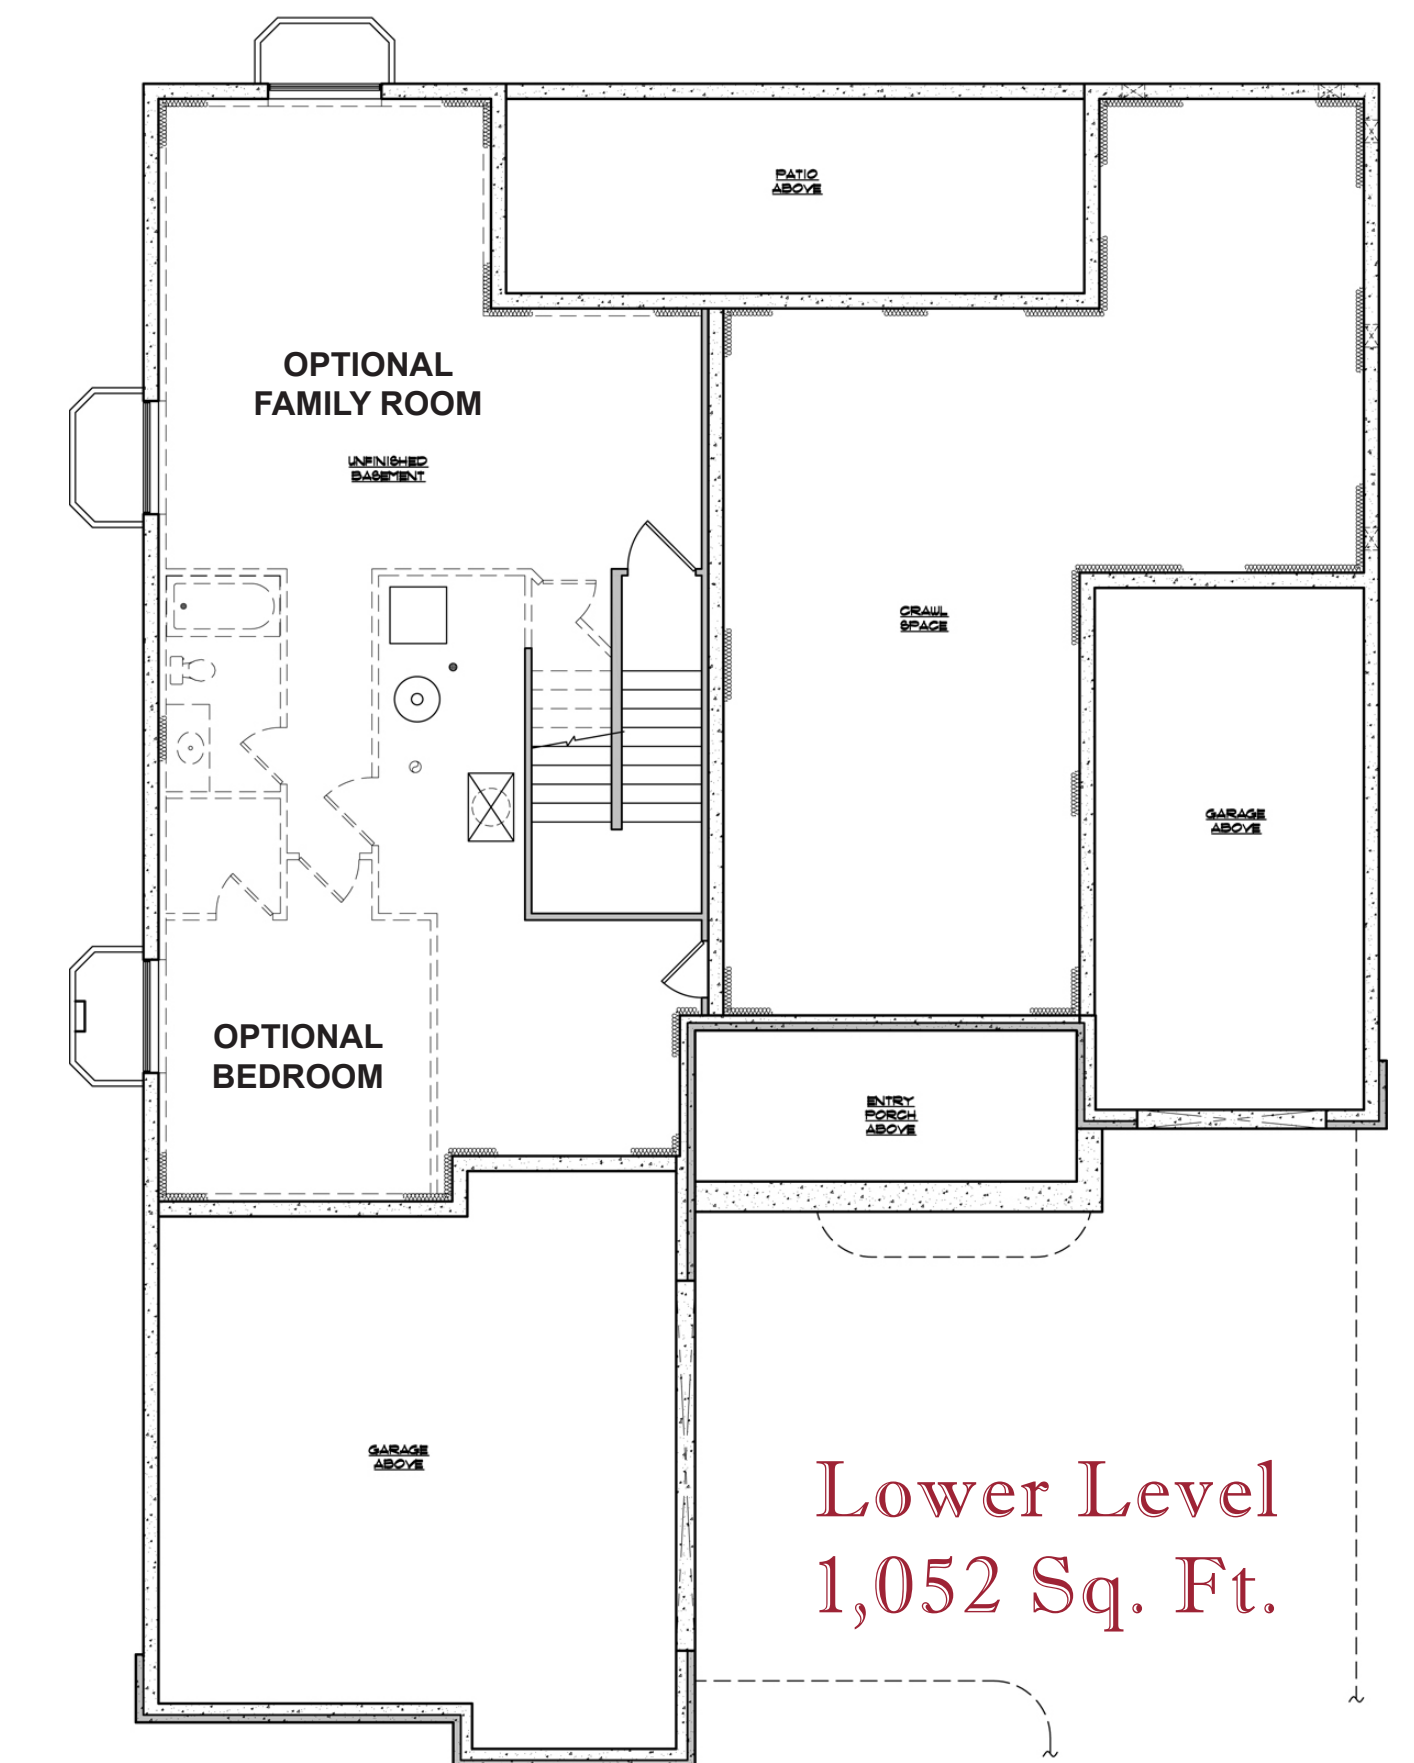 PATIO
ABOVE
OPTIONAL
FAMILY ROOM
UNFINISHED
BASEMENT
CRAWL
SPACE
GARAGE
ABOVE
OPTIONAL
BEDROOM
ENTRY
PORCH
ABOVE
GARAGE
ABOVE
Lower Level
1,052 Sq. Ft.